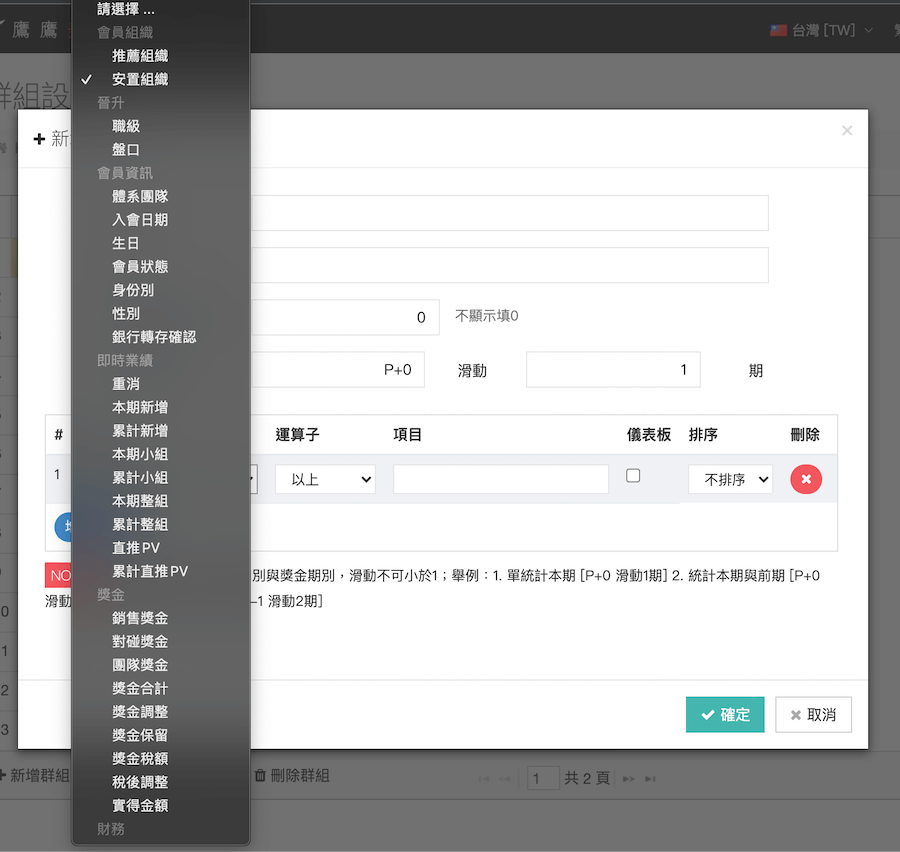 請選擇 ...
會員組織
推薦組織
安置組織
晉升
職級
盤口
會員資訊
體系團隊
入會日期
生日
會員狀態
身份別
性別
銀行轉存確認
即時業績
重消
本期新增
累計新增
本期小組
累計小組
本期整組
累計整組
直推PV
累計直推PV
獎金
銷售獎金
對碰獎金
團隊獎金
獎金合計
獎金調整
獎金保留
獎金稅額
稅後調整
實得金額
財務
鷹 鷹
台灣 [TW]
群組設
新
0 不顯示填0
P+0 滑動 1 期
# 運算子 項目 儀表板 排序 刪除
1 以上 不排序
NO
別與獎金期別，滑動不可小於1；舉例：1. 單統計本期 [P+0 滑動1期] 2. 統計本期與前期 [P+0
滑動 -1 滑動2期]
確定 取消
新增群組 刪除群組 1 共 2 頁